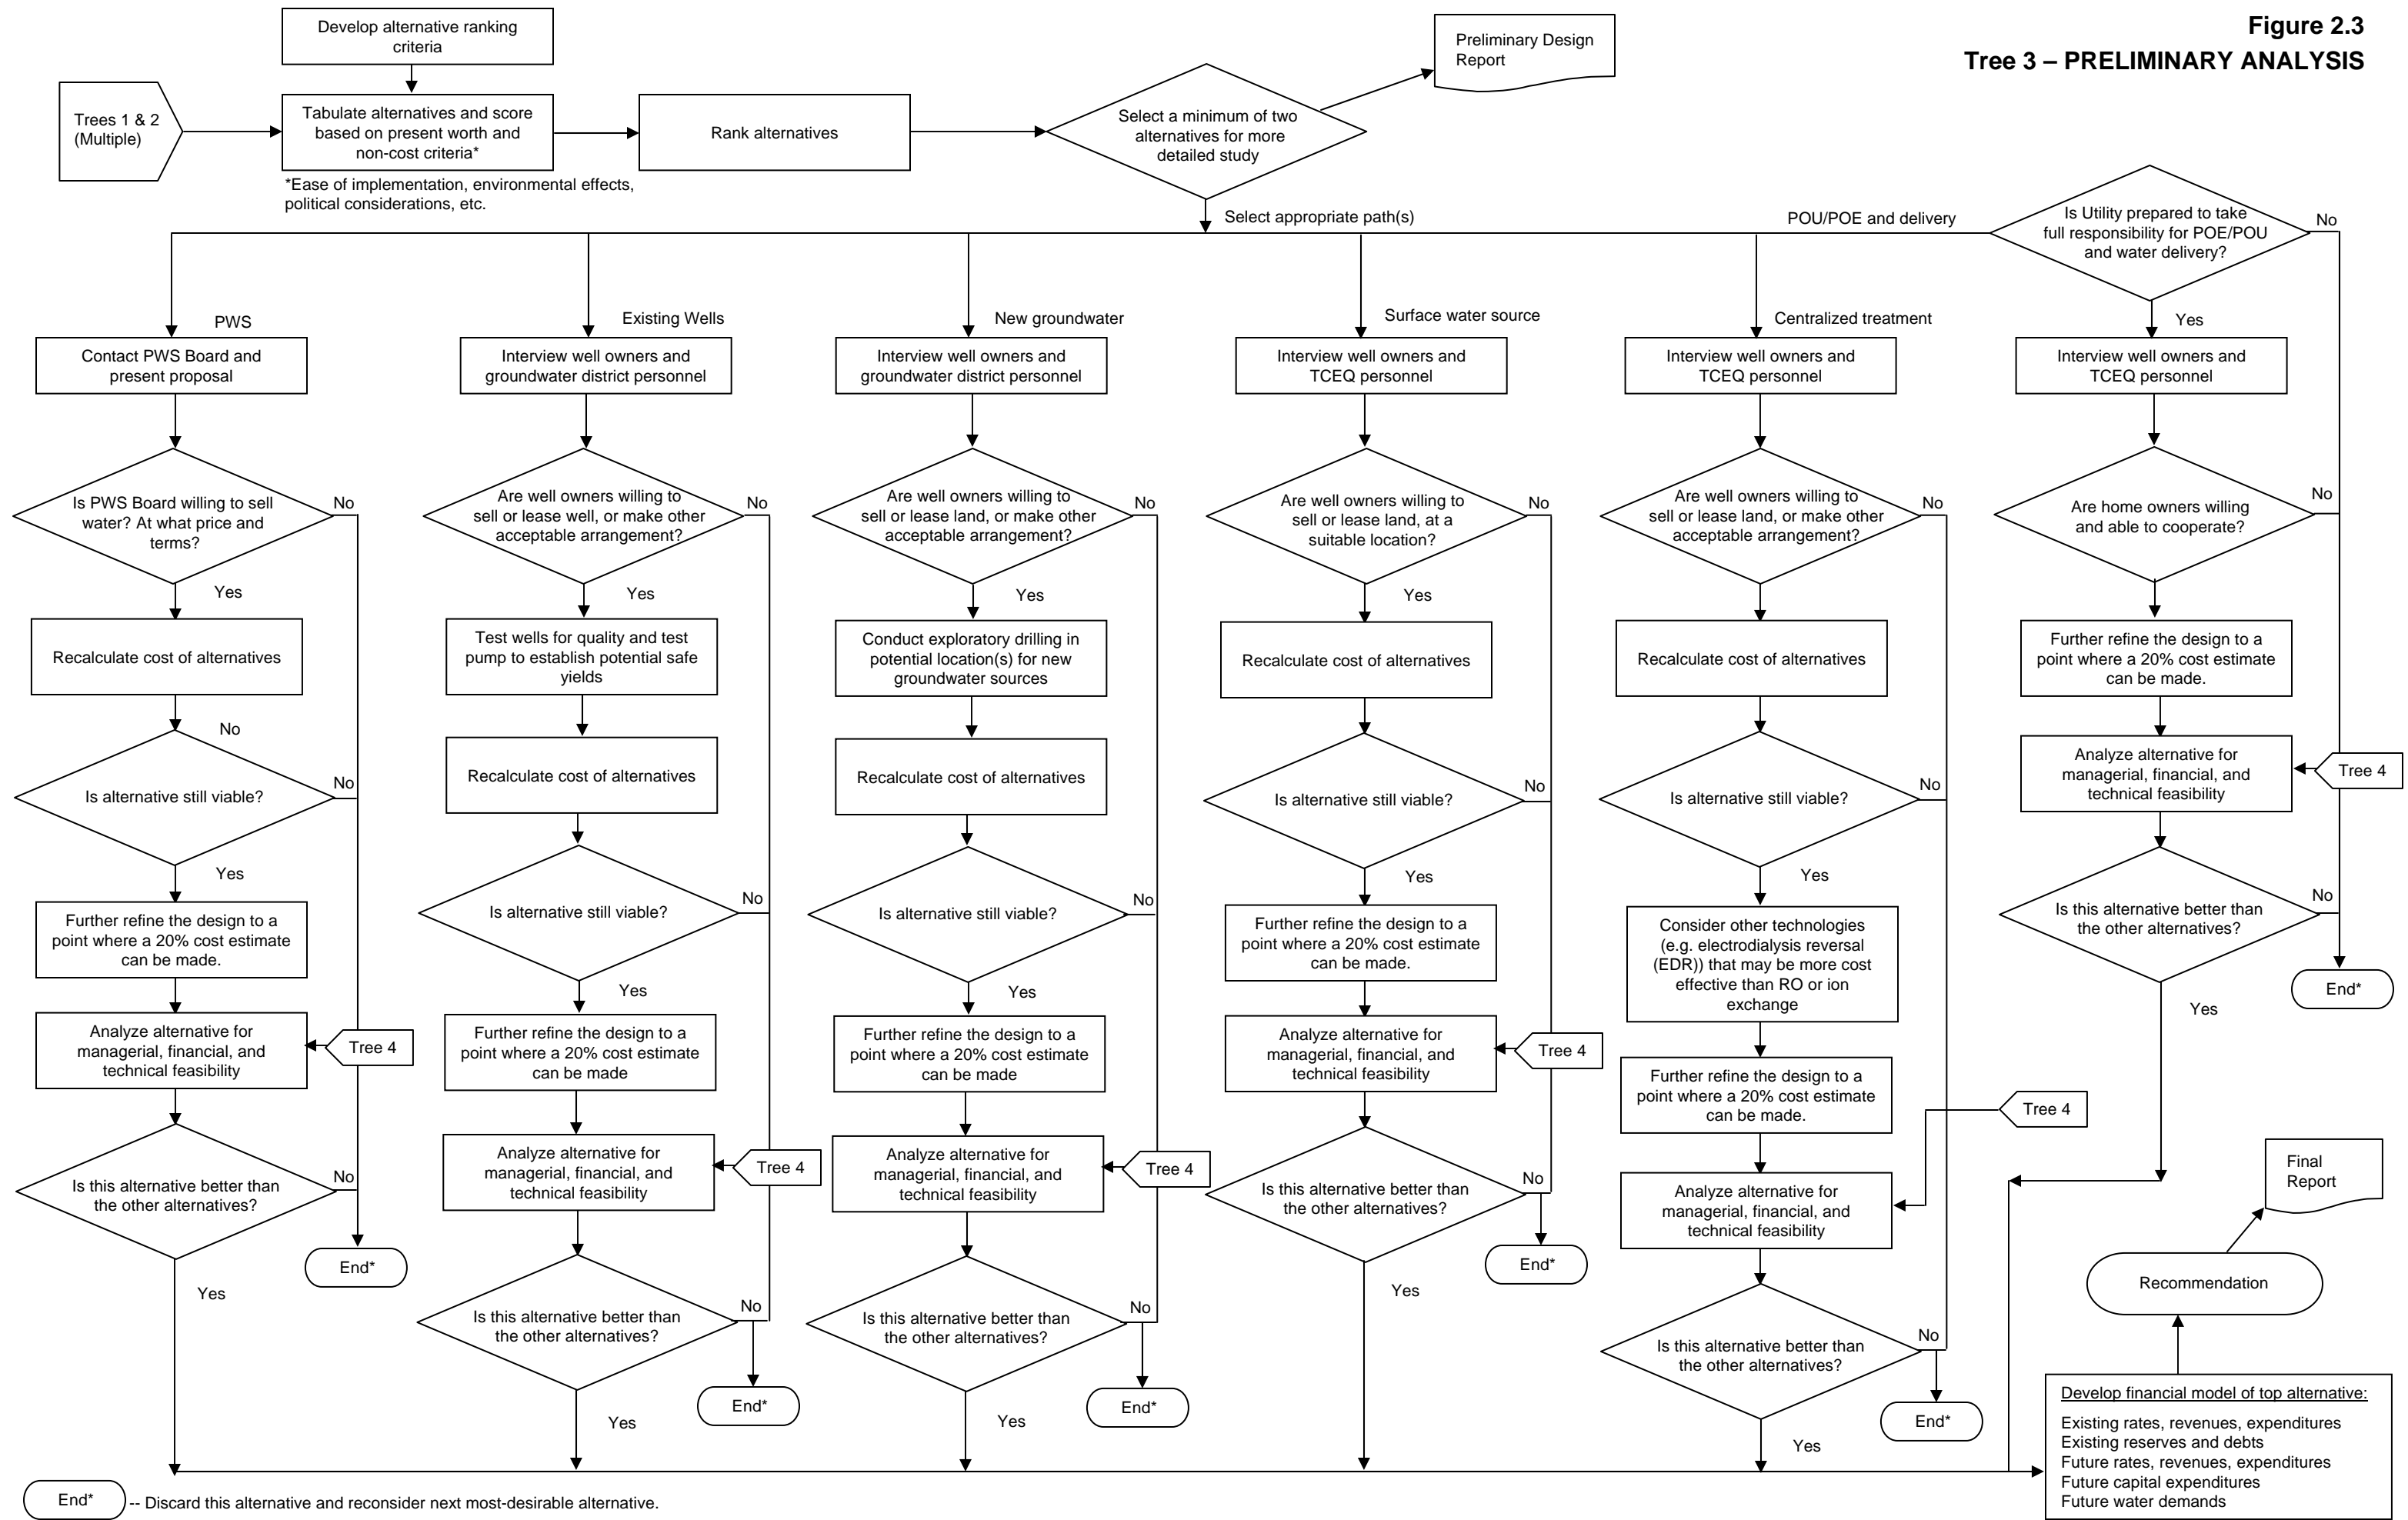 Figure 2.3
Tree 3 – PRELIMINARY ANALYSIS
Develop alternative ranking
criteria
Trees 1 & 2
(Multiple)
Tabulate alternatives and score
based on present worth and
non-cost criteria*
*Ease of implementation, environmental effects,
political considerations, etc.
Rank alternatives
Select a minimum of two
alternatives for more
detailed study
Preliminary Design
Report
Select appropriate path(s)
POU/POE and delivery
Is Utility prepared to take
full responsibility for POE/POU
and water delivery?
No
Yes
PWS
Contact PWS Board and
present proposal
Is PWS Board willing to sell
water? At what price and
terms?
No
Yes
Recalculate cost of alternatives
No
Is alternative still viable?
No
Yes
Further refine the design to a
point where a 20% cost estimate
can be made.
Analyze alternative for
managerial, financial, and
technical feasibility
Tree 4
Is this alternative better than
the other alternatives?
No
End*
Yes
Existing Wells
Interview well owners and
groundwater district personnel
Are well owners willing to
sell or lease well, or make other
acceptable arrangement?
No
Yes
Test wells for quality and test
pump to establish potential safe
yields
Recalculate cost of alternatives
Is alternative still viable?
No
Yes
Further refine the design to a
point where a 20% cost estimate
can be made
Analyze alternative for
managerial, financial, and
technical feasibility
Tree 4
Is this alternative better than
the other alternatives?
No
End*
Yes
New groundwater
Interview well owners and
groundwater district personnel
Are well owners willing to
sell or lease land, or make other
acceptable arrangement?
No
Yes
Conduct exploratory drilling in
potential location(s) for new
groundwater sources
Recalculate cost of alternatives
Is alternative still viable?
No
Yes
Further refine the design to a
point where a 20% cost estimate
can be made
Analyze alternative for
managerial, financial, and
technical feasibility
Tree 4
Is this alternative better than
the other alternatives?
No
End*
Yes
Surface water source
Interview well owners and
TCEQ personnel
Are well owners willing to
sell or lease land, at a
suitable location?
No
Yes
Recalculate cost of alternatives
Is alternative still viable?
No
Yes
Further refine the design to a
point where a 20% cost estimate
can be made.
Analyze alternative for
managerial, financial, and
technical feasibility
Tree 4
Is this alternative better than
the other alternatives?
No
End*
Yes
Centralized treatment
Interview well owners and
TCEQ personnel
Are well owners willing to
sell or lease land, or make other
acceptable arrangement?
No
Yes
Recalculate cost of alternatives
Is alternative still viable?
No
Yes
Consider other technologies
(e.g. electrodialysis reversal
(EDR)) that may be more cost
effective than RO or ion
exchange
Further refine the design to a
point where a 20% cost estimate
can be made.
Tree 4
Analyze alternative for
managerial, financial, and
technical feasibility
Is this alternative better than
the other alternatives?
No
End*
Yes
Interview well owners and
TCEQ personnel
Are home owners willing
and able to cooperate?
No
Further refine the design to a
point where a 20% cost estimate
can be made.
Analyze alternative for
managerial, financial, and
technical feasibility
Tree 4
Is this alternative better than
the other alternatives?
No
End*
Yes
Final
Report
Recommendation
Develop financial model of top alternative:
Existing rates, revenues, expenditures
Existing reserves and debts
Future rates, revenues, expenditures
Future capital expenditures
Future water demands
End* -- Discard this alternative and reconsider next most-desirable alternative.